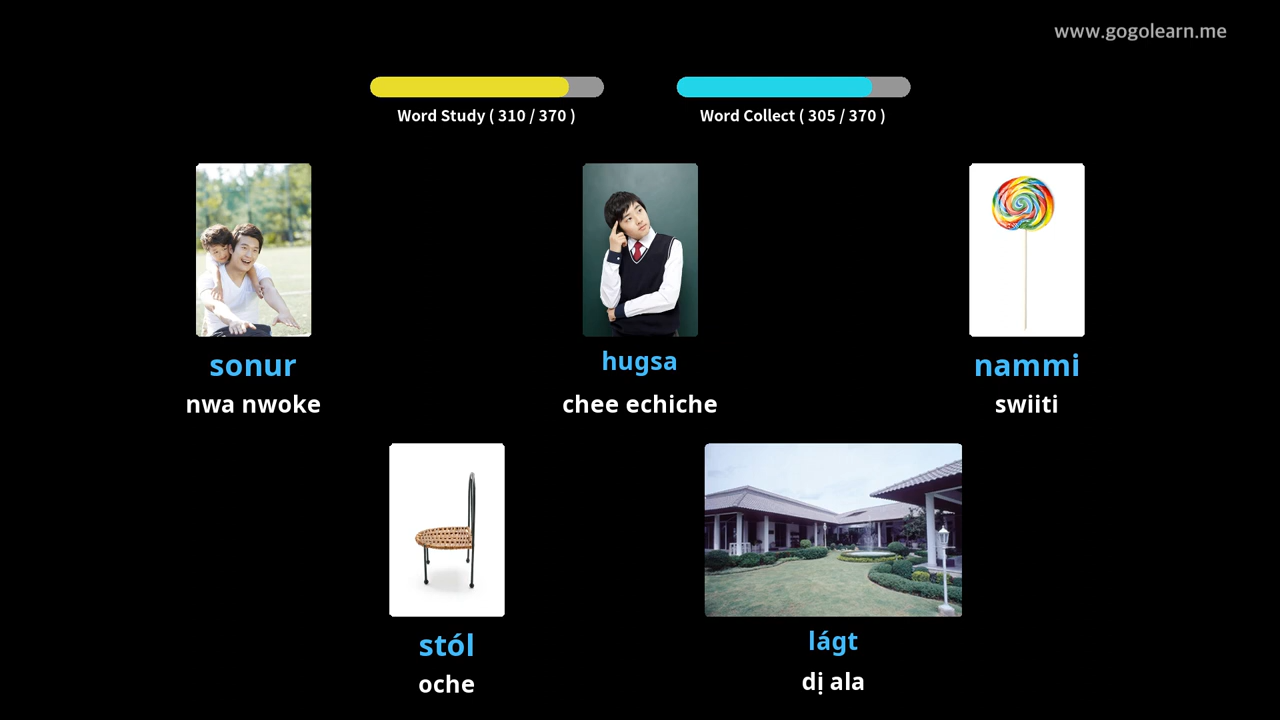 www.gogolearn.me
Word Study ( 310 / 370 )
Word Collect ( 305 / 370 )
sonur
nwa nwoke
hugsa
chee echiche
nammi
swiiti
stól
oche
lágt
dị ala